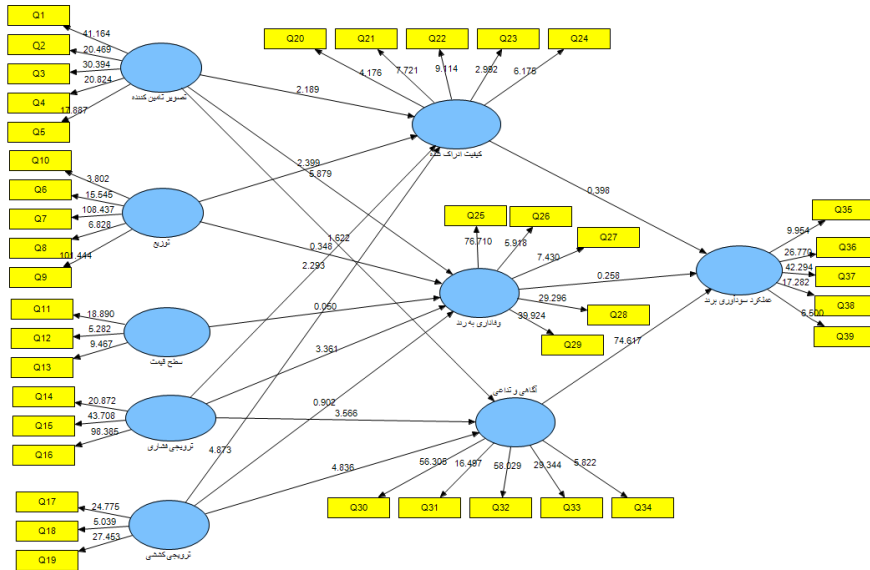 Q1
41.164
Q2
20.469
Q3
30.394
Q4
20.824
Q5
17.887
تصویر تامین کننده
Q10
3.802
Q6
15.545
Q7
108.437
Q8
6.828
Q9
101.444
توزیع
Q11
18.890
Q12
5.282
Q13
9.467
سطح قیمت
Q14
20.872
Q15
43.708
Q16
98.385
ترویجی فشاری
Q17
24.775
Q18
5.039
Q19
27.453
ترویجی کششی
2.189
2.399
5.879
1.622
0.348
2.293
0.050
3.361
0.902
3.566
4.873
4.836
Q20
Q21
Q22
Q23
Q24
4.176
7.721
9.114
2.992
6.175
کیفیت ادراک شده
0.398
Q25
Q26
Q27
76.710
5.918
7.430
وفاداری به رند
0.258
29.296
Q28
39.924
Q29
آگاهی و تداعی
74.617
56.305
16.497
58.029
29.344
5.822
Q30
Q31
Q32
Q33
Q34
عملکرد سودآوری برند
9.954
Q35
26.770
Q36
42.294
Q37
17.282
Q38
6.500
Q39